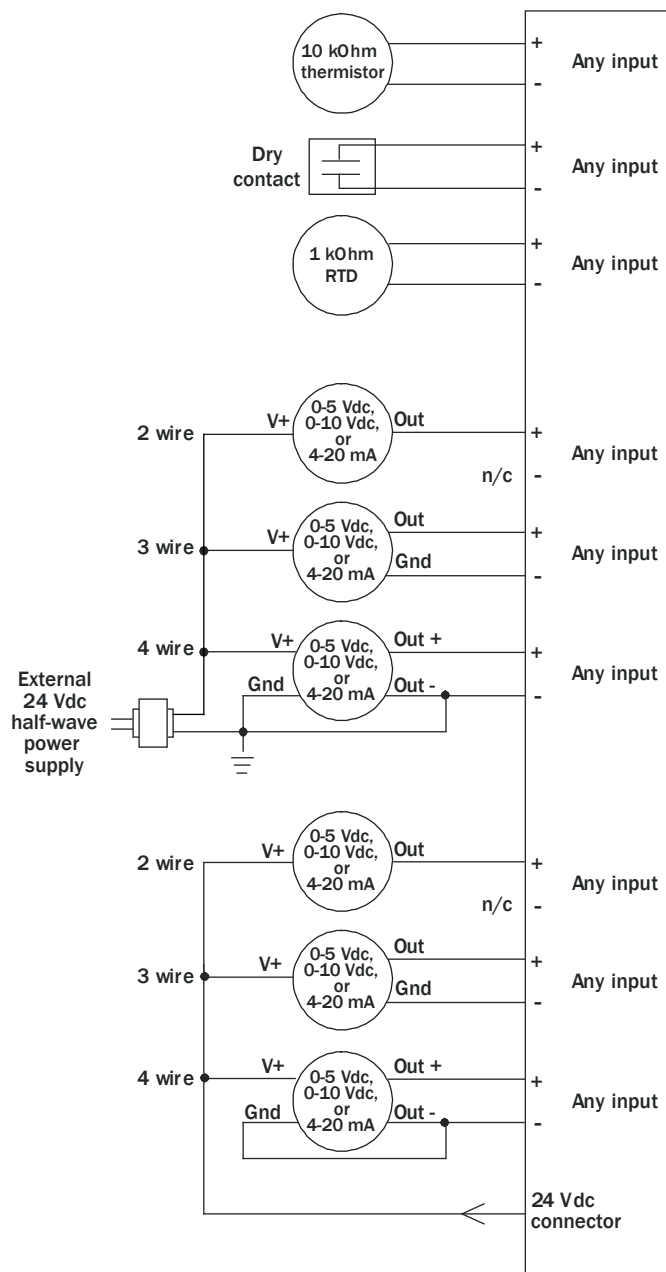 10 kOhm
thermistor
+
-
Any input
Dry
contact
+
-
Any input
1 kOhm
RTD
+
-
Any input
2 wire
V+
0-5 Vdc,
0-10 Vdc,
or
4-20 mA
Out
n/c
+
-
Any input
3 wire
V+
0-5 Vdc,
0-10 Vdc,
or
4-20 mA
Out
Gnd
+
-
Any input
4 wire
V+
Gnd
0-5 Vdc,
0-10 Vdc,
or
4-20 mA
Out +
Out -
+
-
Any input
External
24 Vdc
half-wave
power
supply
2 wire
V+
0-5 Vdc,
0-10 Vdc,
or
4-20 mA
Out
n/c
+
-
Any input
3 wire
V+
0-5 Vdc,
0-10 Vdc,
or
4-20 mA
Out
Gnd
+
-
Any input
4 wire
V+
Gnd
0-5 Vdc,
0-10 Vdc,
or
4-20 mA
Out +
Out -
+
-
Any input
24 Vdc
connector